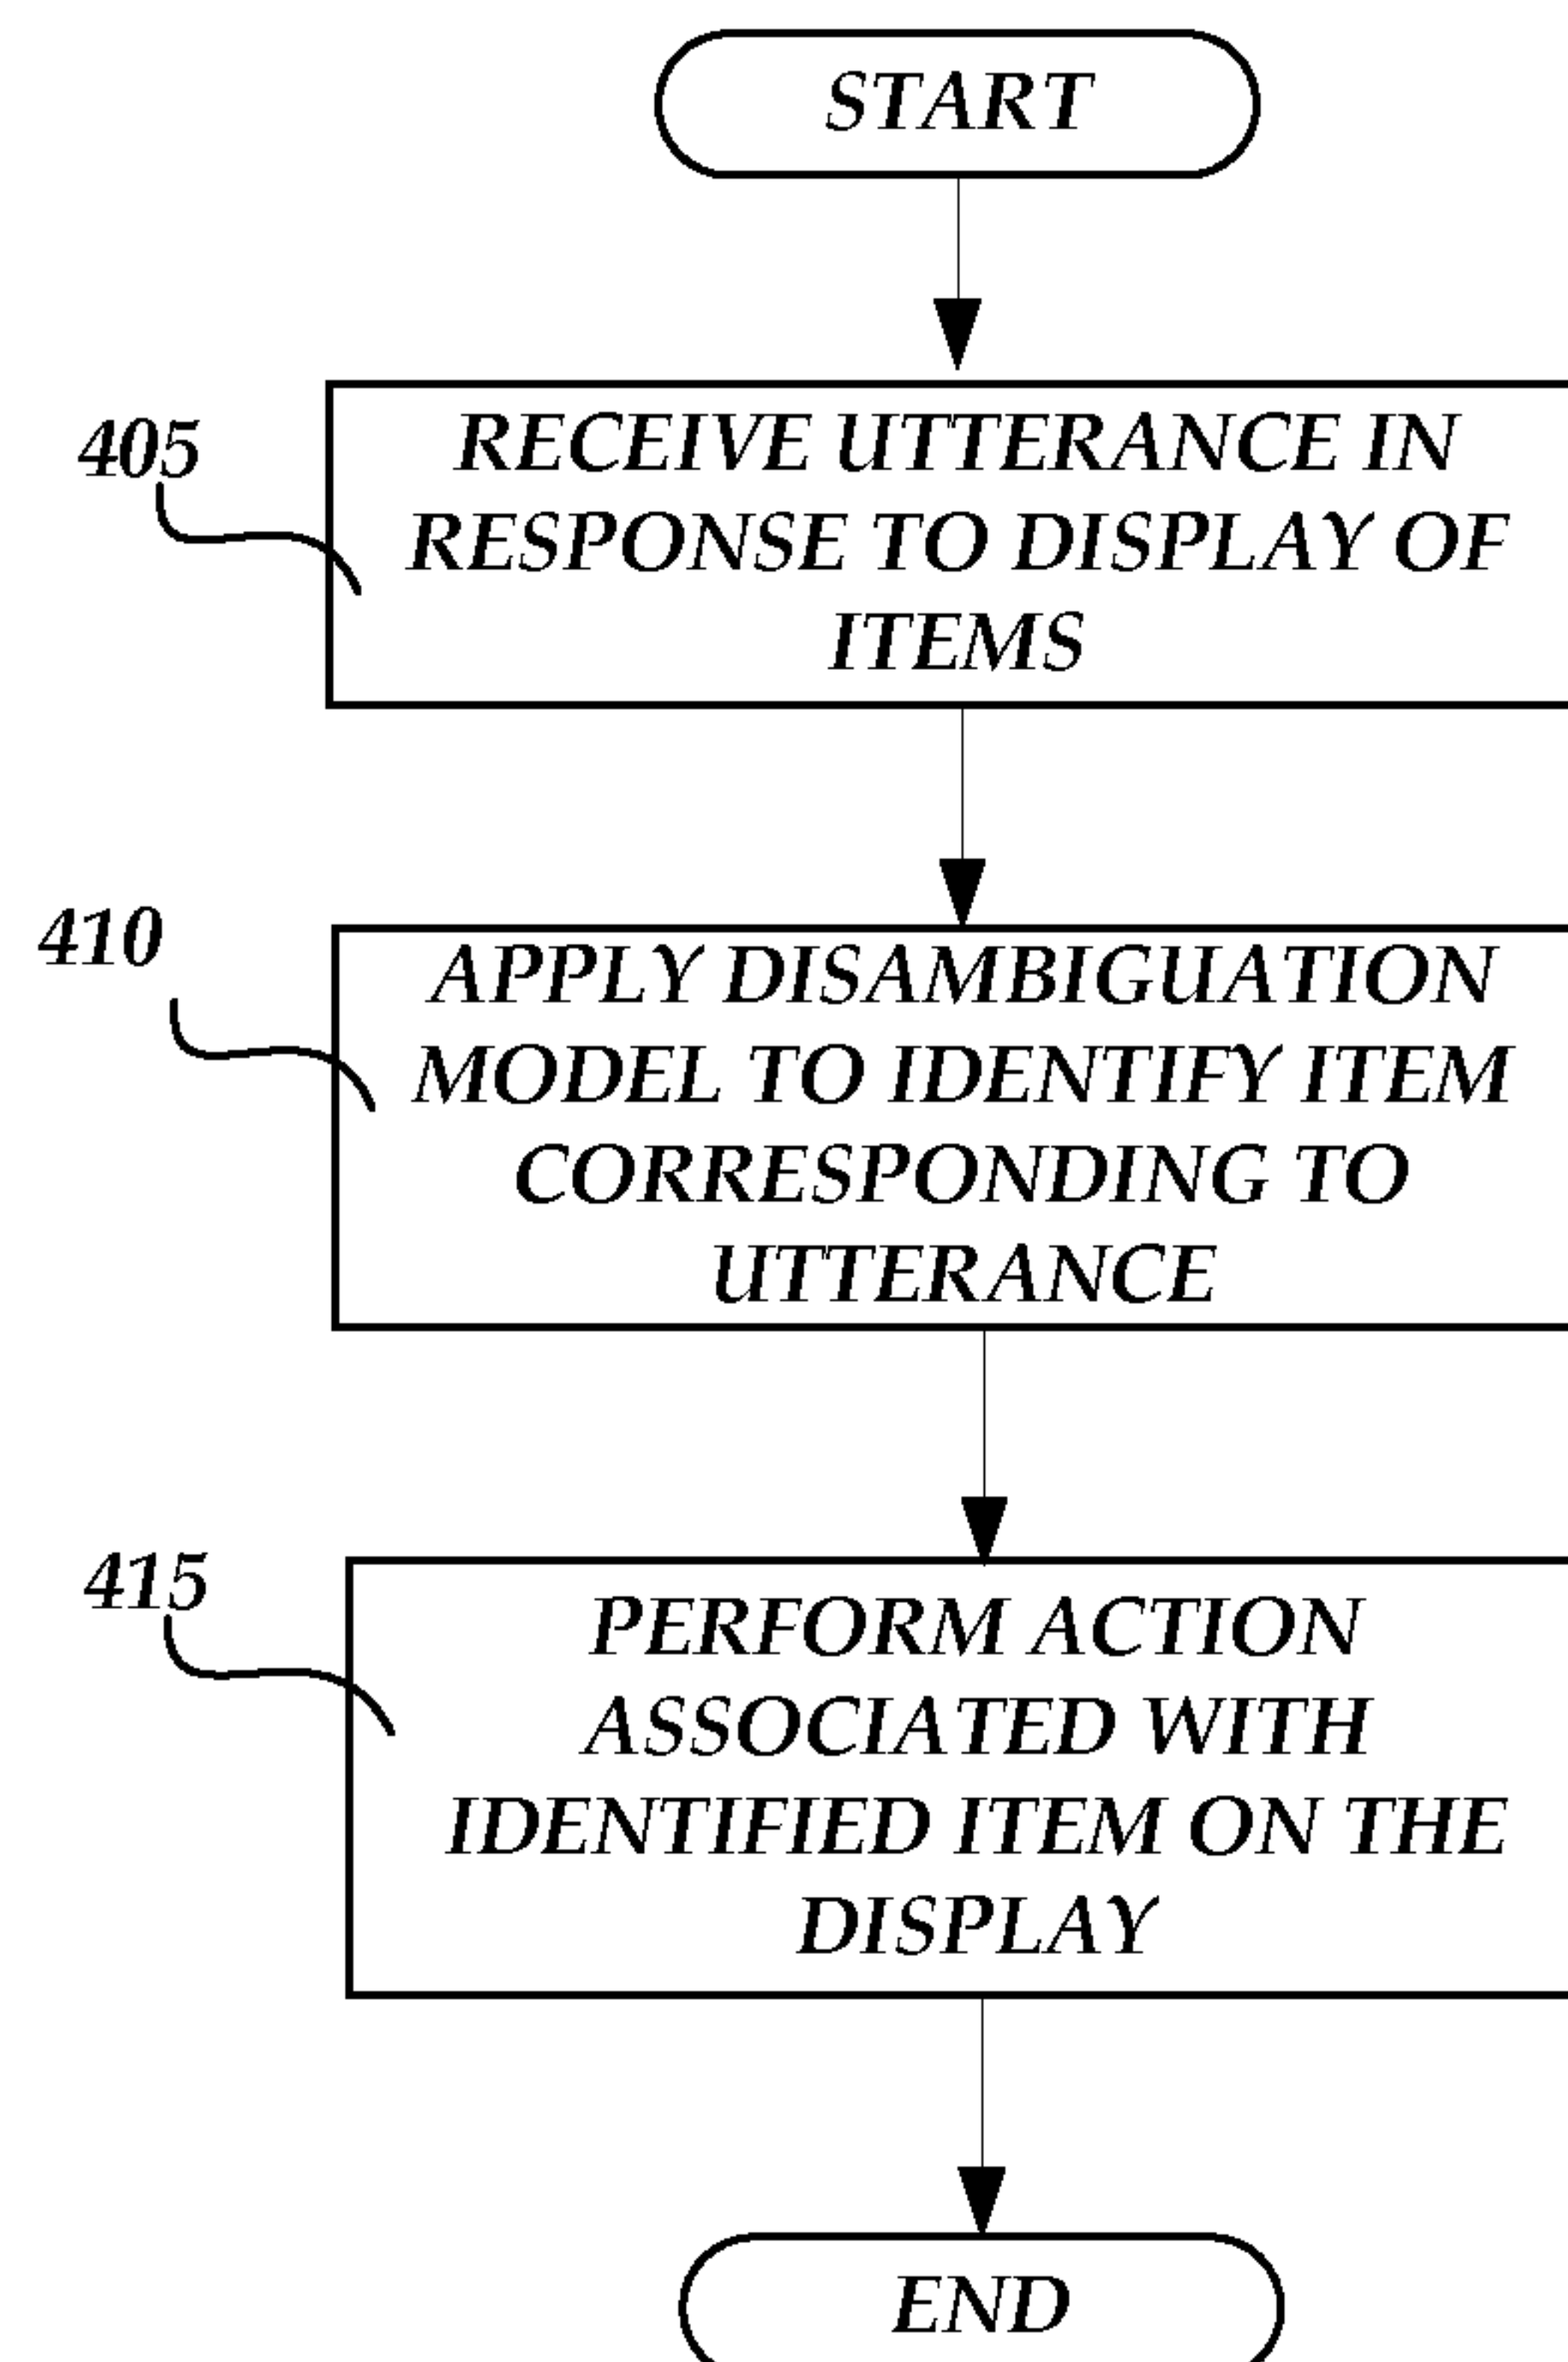 START
405
RECEIVE UTTERANCE IN
RESPONSE TO DISPLAY OF
ITEMS
410
APPLY DISAMBIGUATION
MODEL TO IDENTIFY ITEM
CORRESPONDING TO
UTTERANCE
415
PERFORM ACTION
ASSOCIATED WITH
IDENTIFIED ITEM ON THE
DISPLAY
END